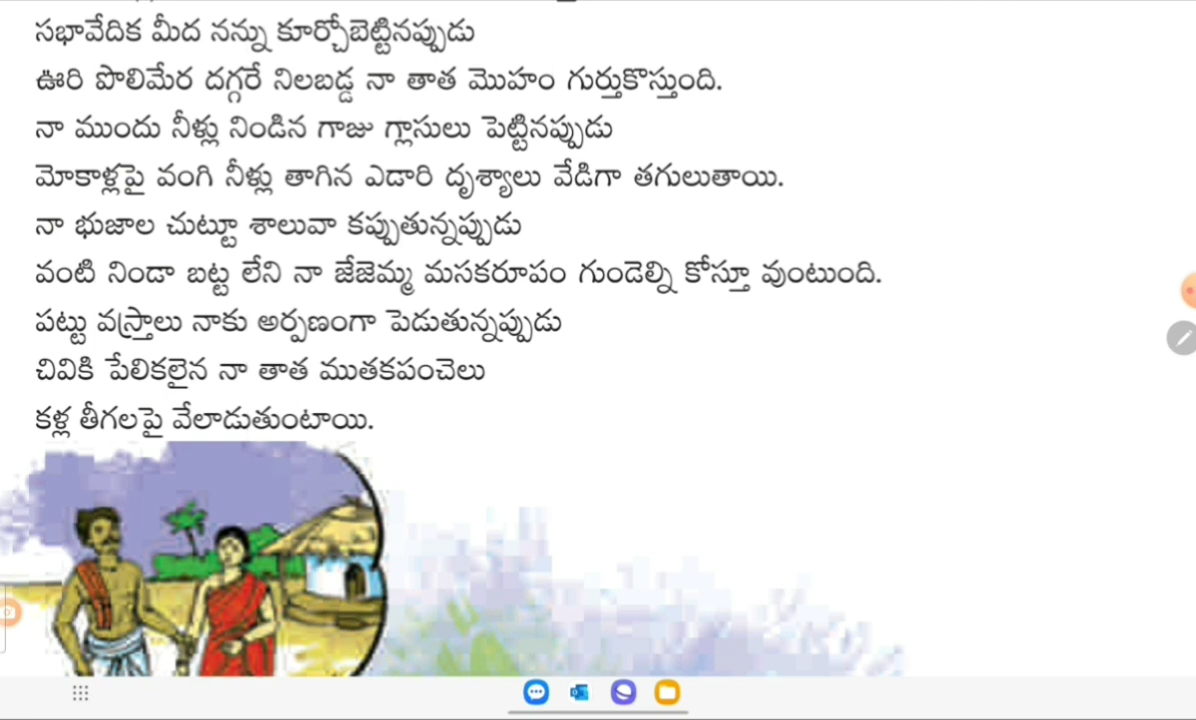 సభావేదిక మీద నన్ను కూర్చోబెట్టినప్పుడు
ఊరి పొలిమేర దగ్గరే నిలబడ్డ నా తాత మొహం గుర్తుకొస్తుంది.
నా ముందు నీళ్లు నిండిన గాజు గ్లాసులు పెట్టినప్పుడు
మోకాళ్లపై వంగి నీళ్లు తాగిన ఎడారి దృశ్యాలు వేడిగా తగులుతాయి.
నా భుజాల చుట్టూ శాలువా కప్పుతున్నప్పుడు
వంటి నిండా బట్ట లేని నా జేజెమ్మ మసకరూపం గుండెల్ని కోస్తూ వుంటుంది.
పట్టు వస్త్రాలు నాకు అర్పణంగా పెడుతున్నప్పుడు
చివికి పేలికలైన నా తాత ముతకపంచెలు
కళ్ల తీగలపై వేలాడుతుంటాయి.